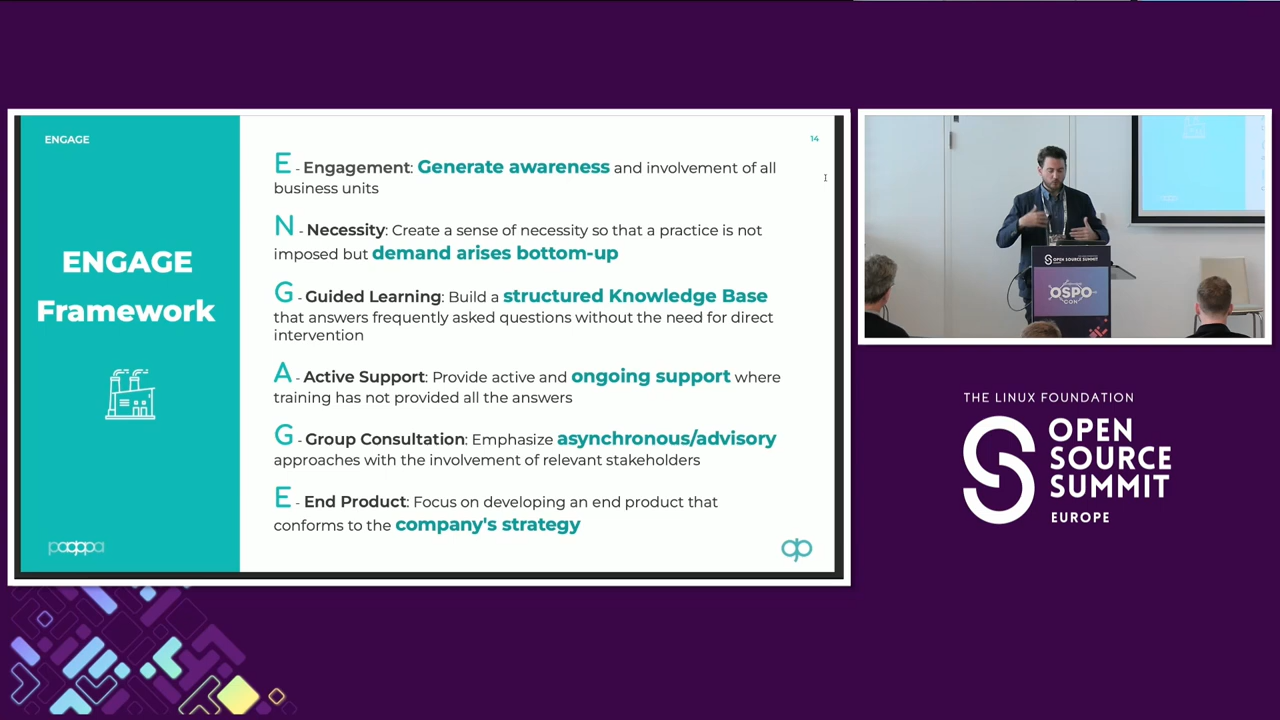 ENGAGE
14
ENGAGE
Framework
E - Engagement: Generate awareness and involvement of all
business units
N - Necessity: Create a sense of necessity so that a practice is not
imposed but demand arises bottom-up
G - Guided Learning: Build a structured Knowledge Base
that answers frequently asked questions without the need for direct
intervention
A - Active Support: Provide active and ongoing support where
training has not provided all the answers
G - Group Consultation: Emphasize asynchronous/advisory
approaches with the involvement of relevant stakeholders
E - End Product: Focus on developing an end product that
conforms to the company's strategy
OPEN SOURCE SUMMIT
OSPO
CON
THE LINUX FOUNDATION
OPEN
SOURCE
SUMMIT
EUROPE